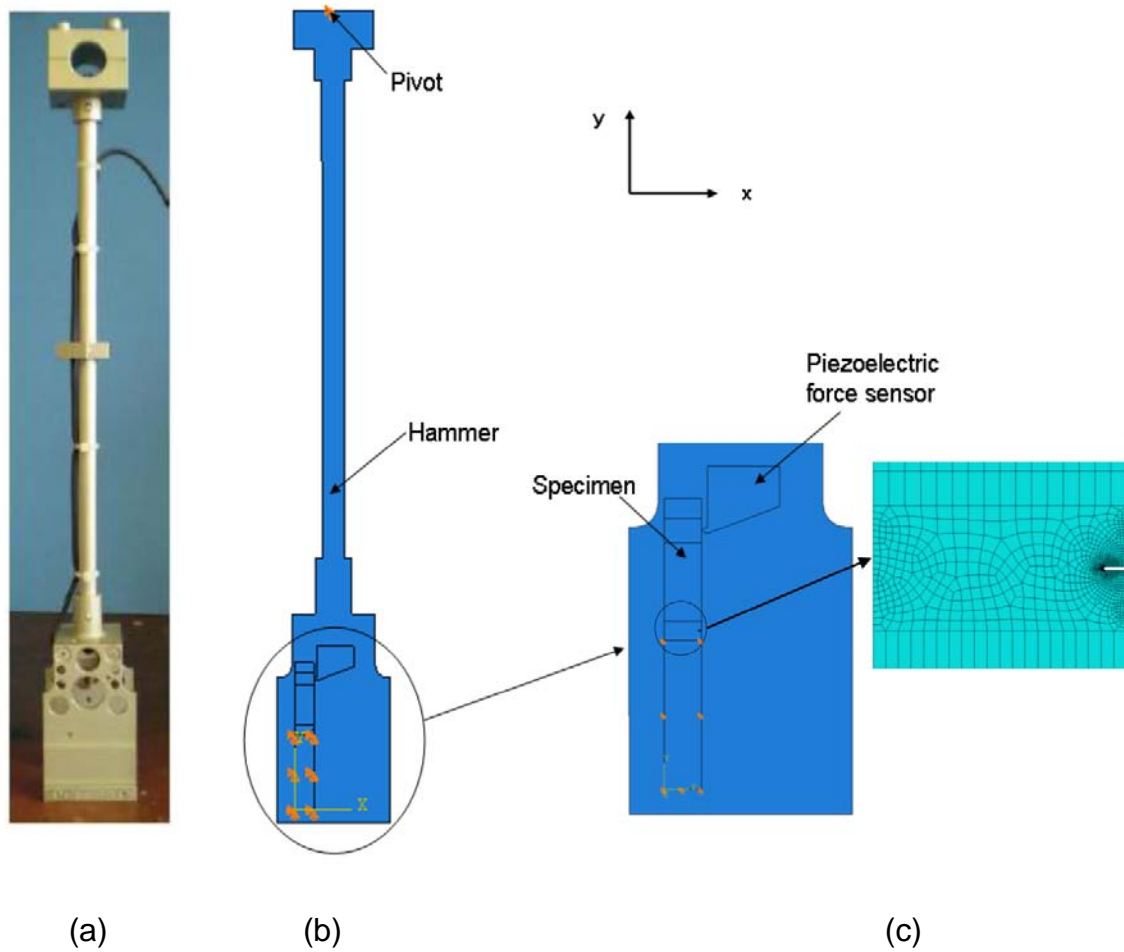 Pivot
y
x
Piezoelectric
force sensor
Hammer
Specimen
X
(a)
(b)
(c)